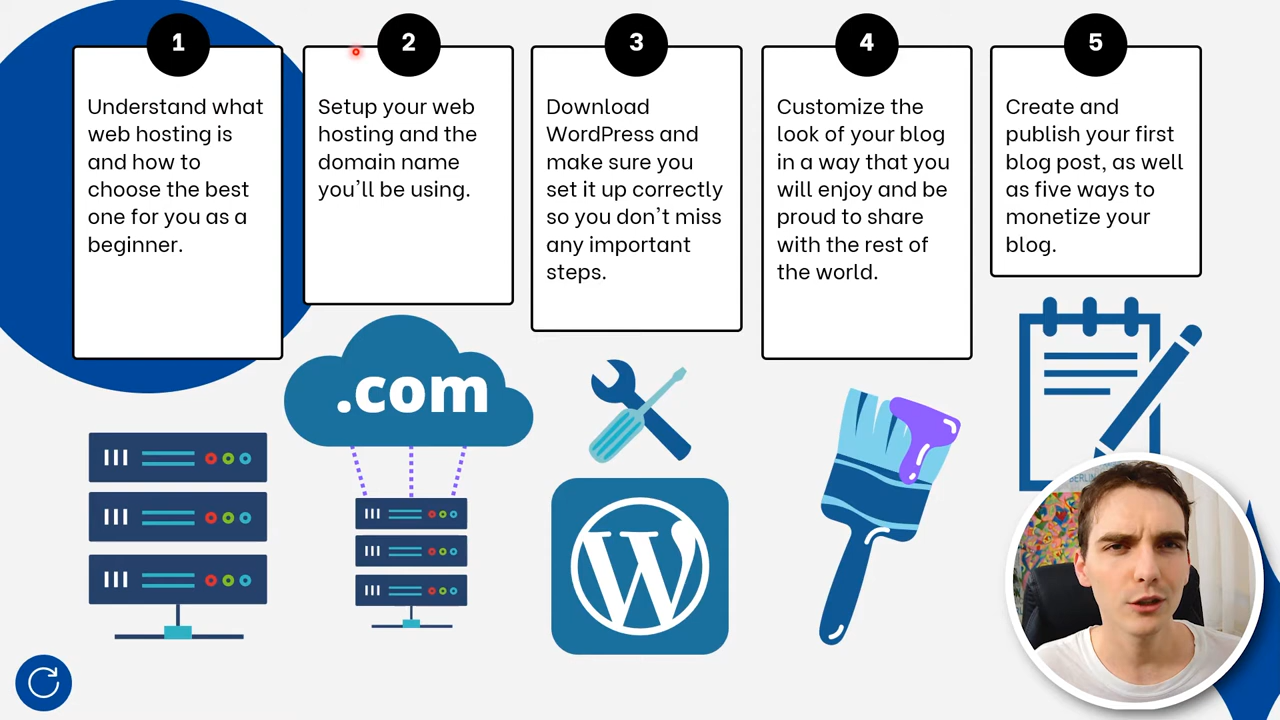 1
Understand what
web hosting is
and how to
choose the best
one for you as a
beginner.
2
Setup your web
hosting and the
domain name
you'll be using.
3
Download
WordPress and
make sure you
set it up correctly
so you don't miss
any important
steps.
4
Customize the
look of your blog
in a way that you
will enjoy and be
proud to share
with the rest of
the world.
5
Create and
publish your first
blog post, as well
as five ways to
monetize your
blog.
.com
W